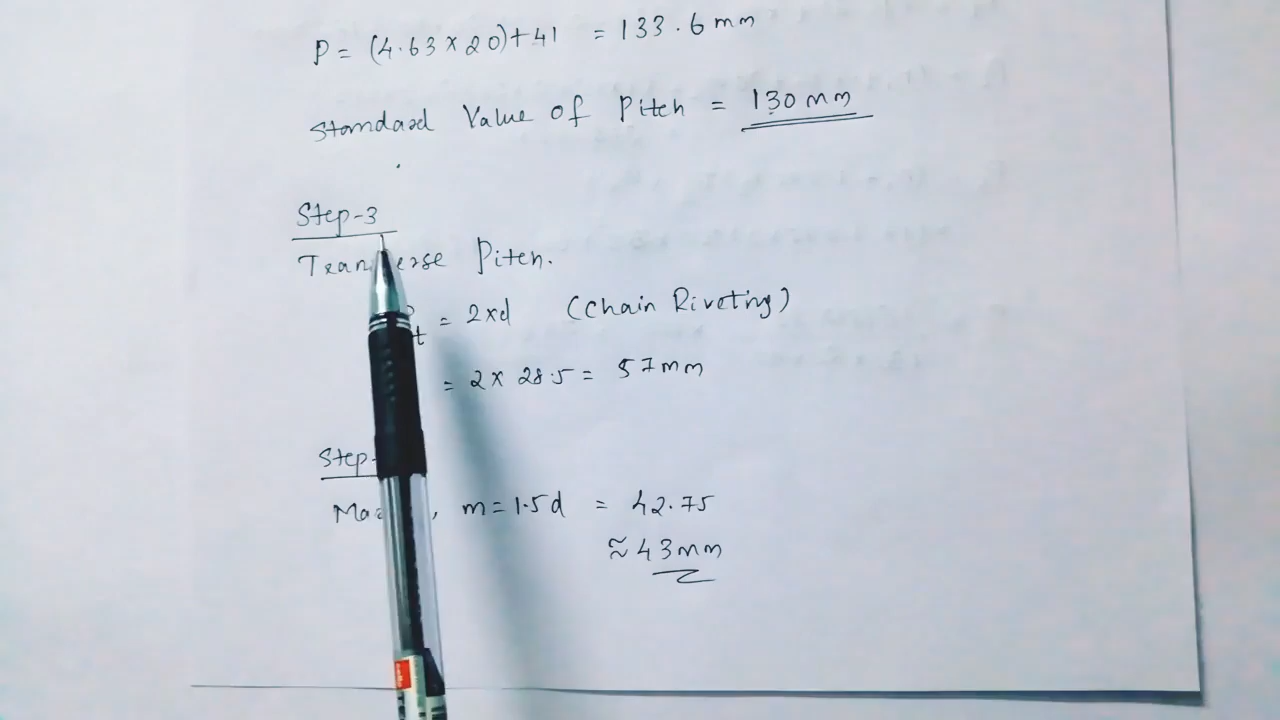 P = (4.63 x 20) + 41 = 133.6 mm
Standard Value of Pitch = 130 mm
Step-3
Pitch.
t = 2xd (Chain Riveting)
= 2 x 28.5 = 57mm
Step
, m = 1.5d = 42.75
≈ 43mm